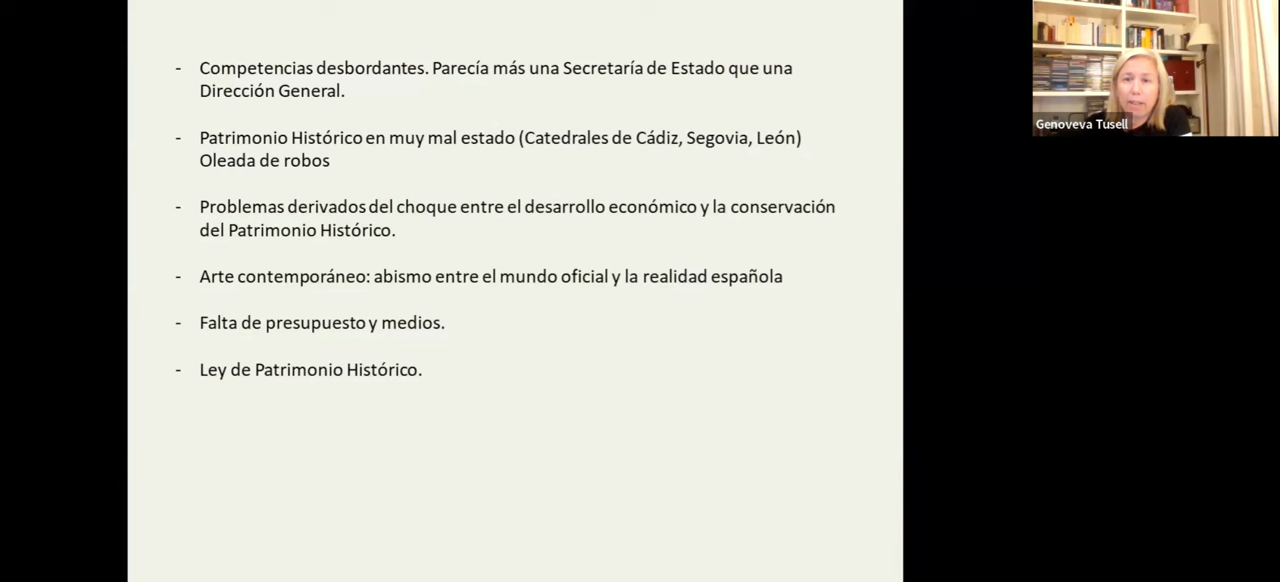 - Competencias desbordantes. Parecía más una Secretaría de Estado que una
Dirección General.
- Patrimonio Histórico en muy mal estado (Catedrales de Cádiz, Segovia, León)
Oleada de robos
- Problemas derivados del choque entre el desarrollo económico y la conservación
del Patrimonio Histórico.
- Arte contemporáneo: abismo entre el mundo oficial y la realidad española
- Falta de presupuesto y medios.
- Ley de Patrimonio Histórico.
Genoveva Tusell